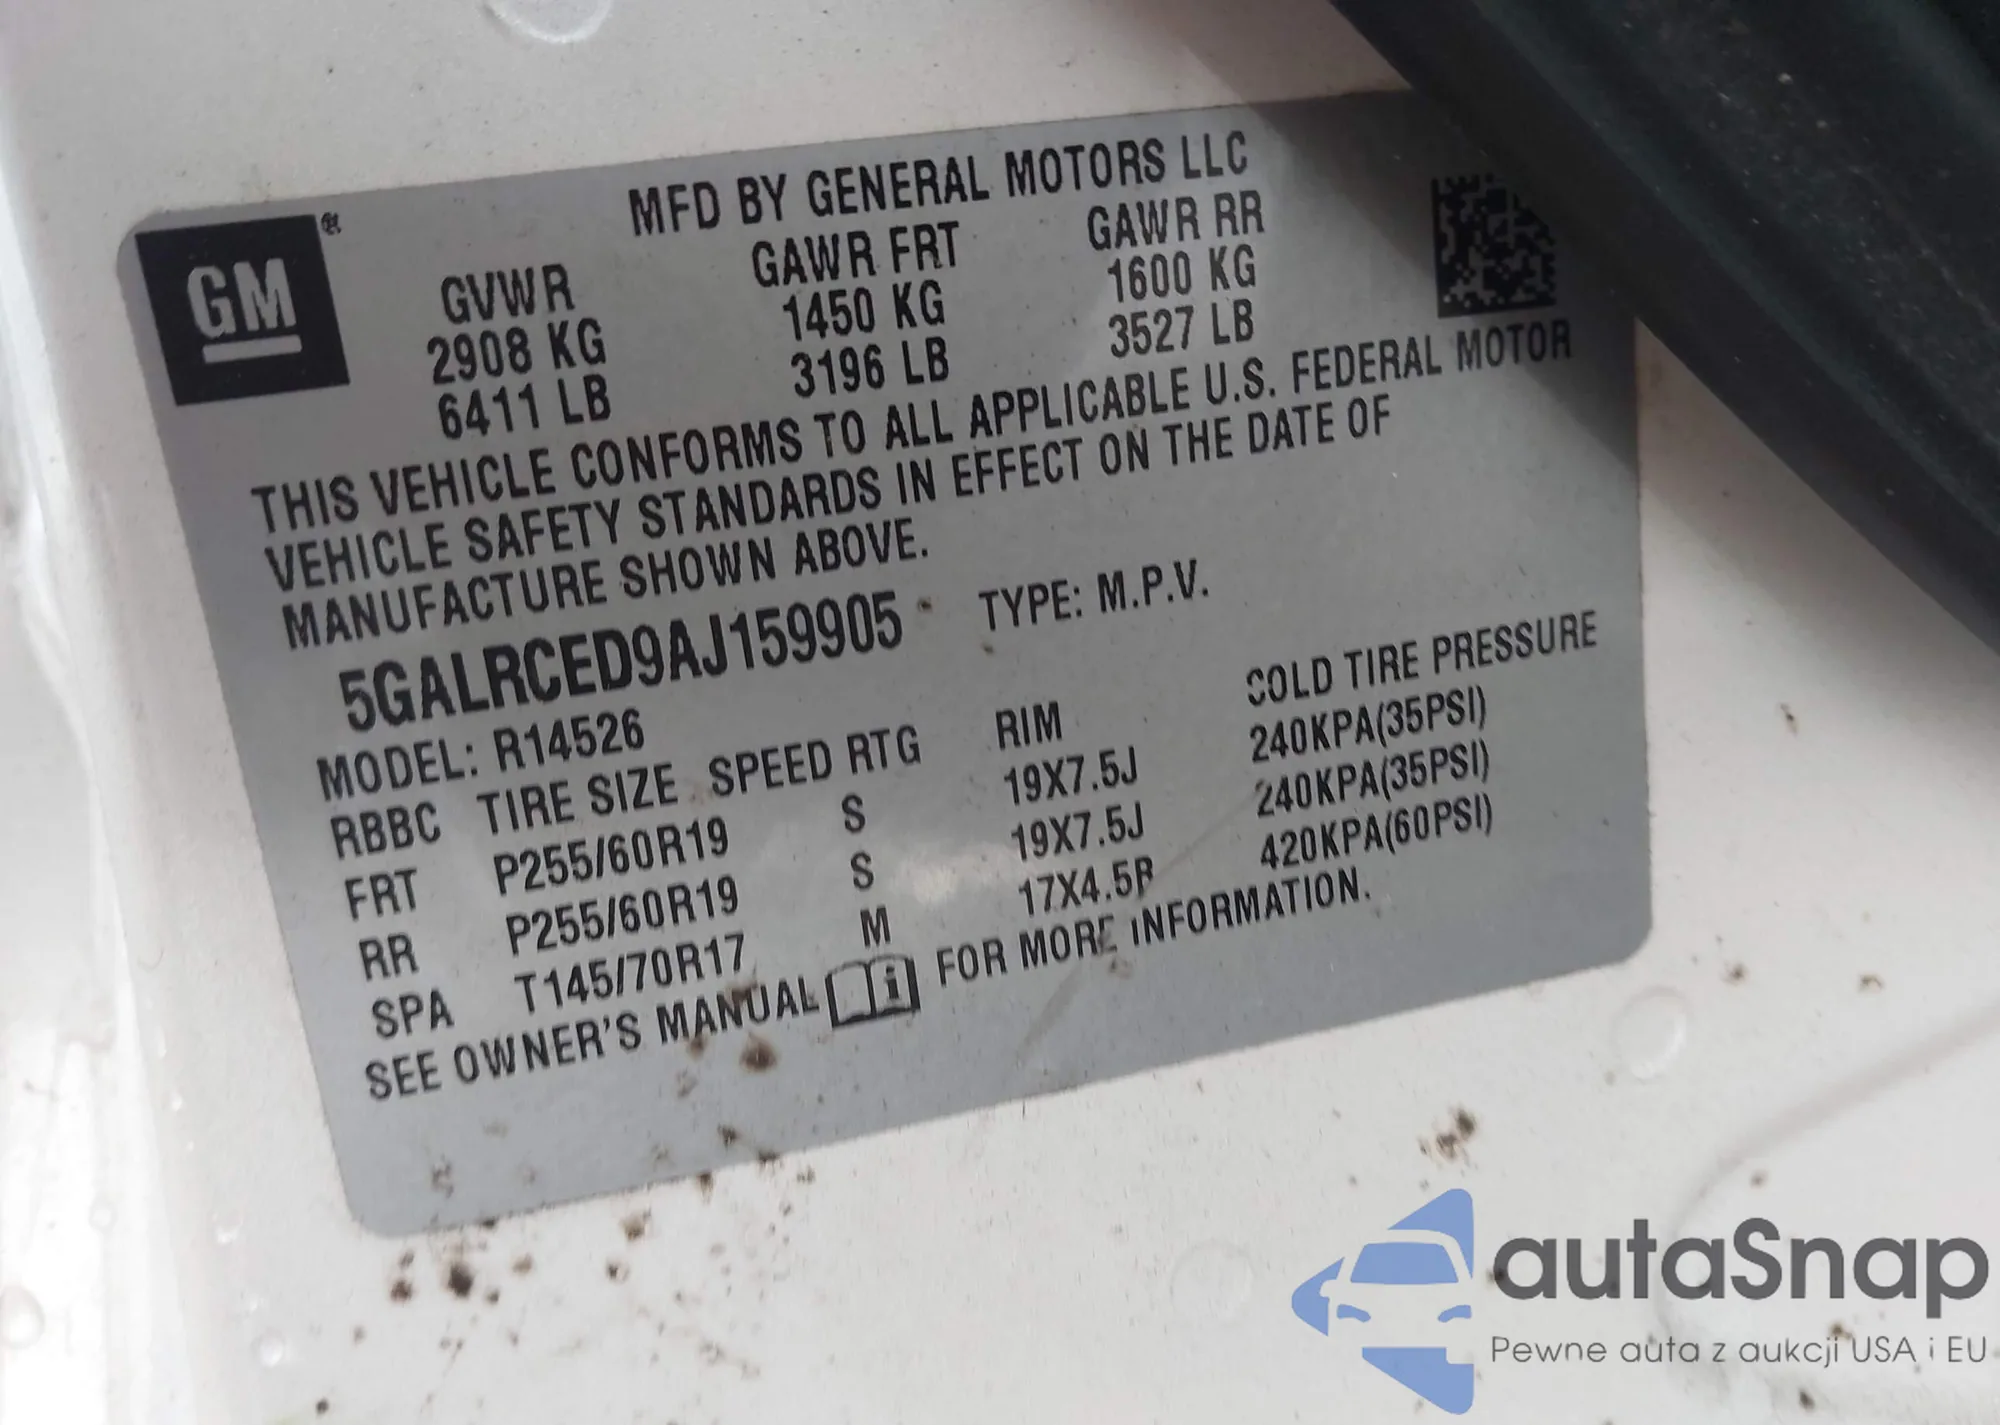 GM
MFD BY GENERAL MOTORS LLC
GVWR GAWR FRT GAWR RR
2908 KG 1450 KG 1600 KG
6411 LB 3196 LB 3527 LB
THIS VEHICLE CONFORMS TO ALL APPLICABLE U.S. FEDERAL MOTOR
VEHICLE SAFETY STANDARDS IN EFFECT ON THE DATE OF
MANUFACTURE SHOWN ABOVE.
5GALRCED9AJ159905 TYPE: M.P.V.
MODEL: R14526
RBBC TIRE SIZE SPEED RTG RIM COLD TIRE PRESSURE
FRT P255/60R19 S 19X7.5J 240KPA(35PSI)
RR P255/60R19 S 19X7.5J 240KPA(35PSI)
SPA T145/70R17 M 17X4.5B 420KPA(60PSI)
SEE OWNER'S MANUAL i FOR MORE INFORMATION.
autaSnap
Pewne auta z aukcji USA i EU